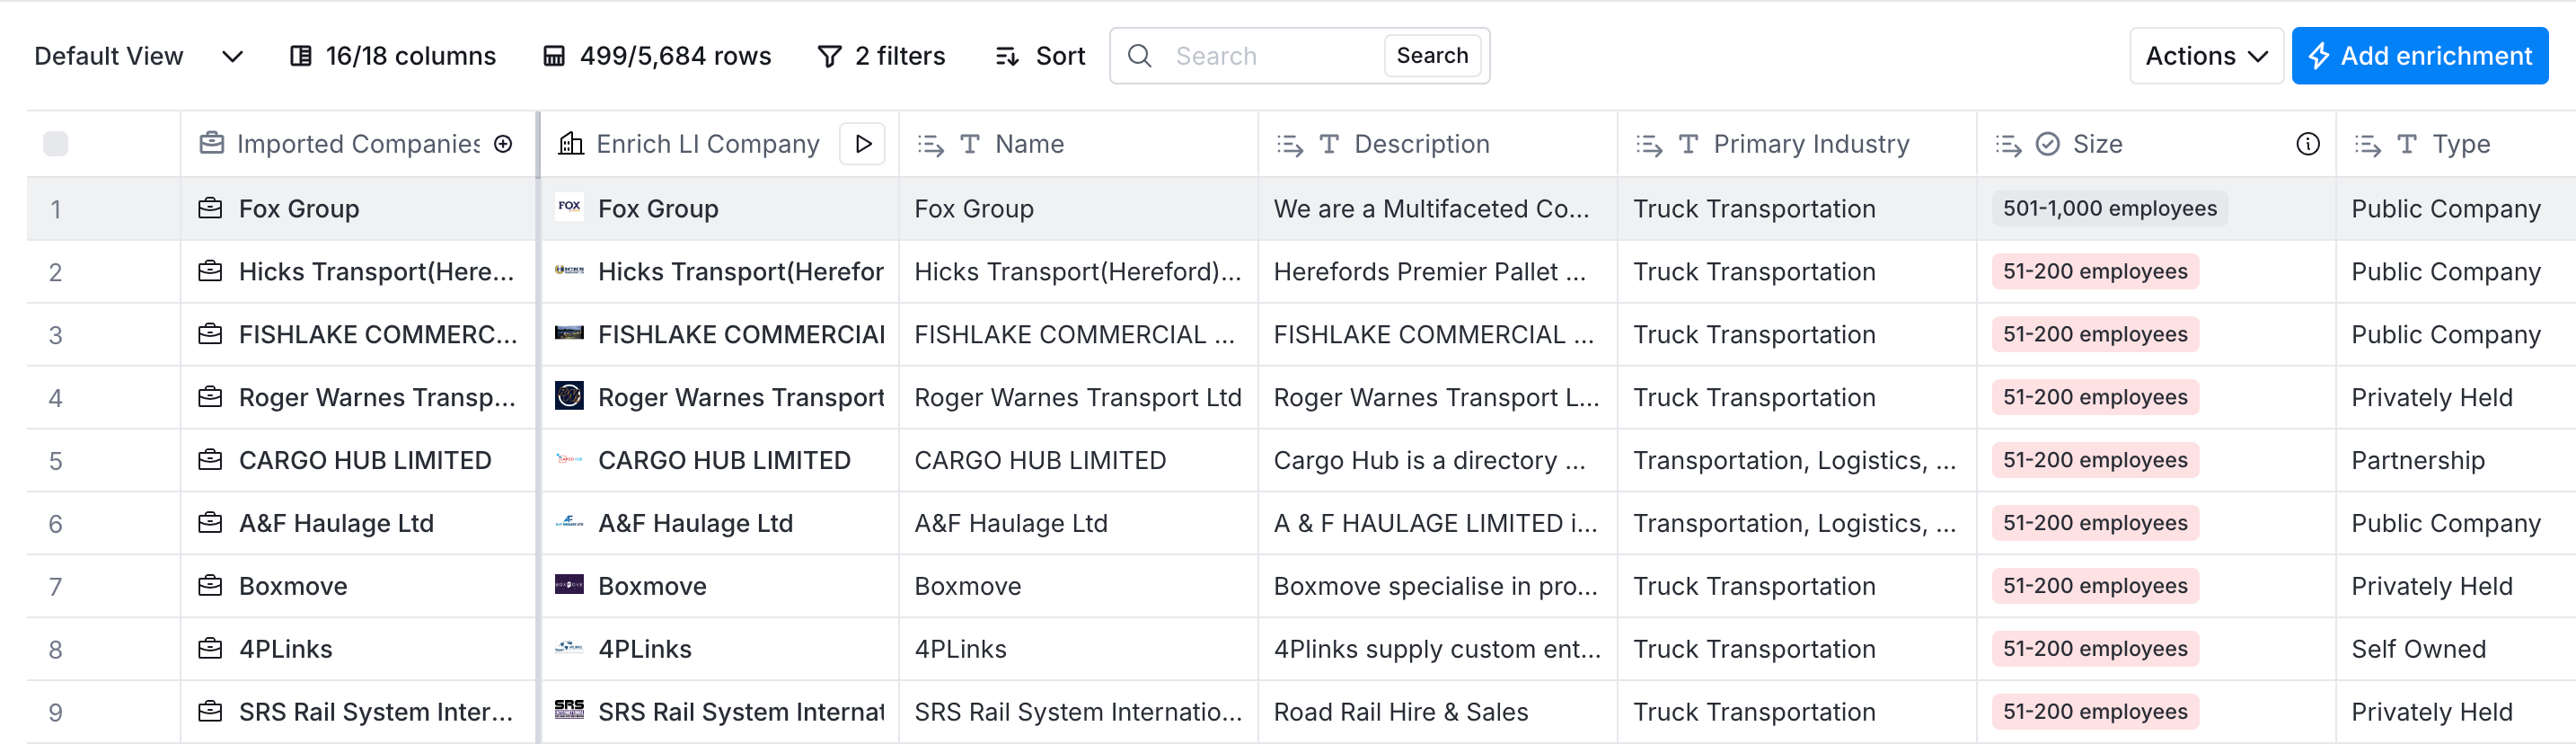 Default View 16/18 columns 499/5,684 rows 2 filters Sort Search Search Actions Add enrichment
Imported Companies Enrich LI Company Name Description Primary Industry Size Type
1 Fox Group FOX Fox Group Fox Group We are a Multifaceted Co... Truck Transportation 501-1,000 employees Public Company
2 Hicks Transport(Here... HICKS Hicks Transport(Herefor Hicks Transport(Hereford)... Herefords Premier Pallet ... Truck Transportation 51-200 employees Public Company
3 FISHLAKE COMMERC... FISHLAKE COMMERCIAL FISHLAKE COMMERCIAL ... FISHLAKE COMMERCIAL ... Truck Transportation 51-200 employees Public Company
4 Roger Warnes Transp... Roger Warnes Transport Roger Warnes Transport Ltd Roger Warnes Transport L... Truck Transportation 51-200 employees Privately Held
5 CARGO HUB LIMITED CARGO HUB LIMITED CARGO HUB LIMITED Cargo Hub is a directory ... Transportation, Logistics, ... 51-200 employees Partnership
6 A&F Haulage Ltd A&F Haulage Ltd A&F Haulage Ltd A & F HAULAGE LIMITED i... Transportation, Logistics, ... 51-200 employees Public Company
7 Boxmove Boxmove Boxmove Boxmove specialise in pro... Truck Transportation 51-200 employees Privately Held
8 4PLinks 4PLinks 4PLinks 4Plinks supply custom ent... Truck Transportation 51-200 employees Self Owned
9 SRS Rail System Inter... SRS SRS Rail System Internat SRS Rail System Internatio... Road Rail Hire & Sales Truck Transportation 51-200 employees Privately Held